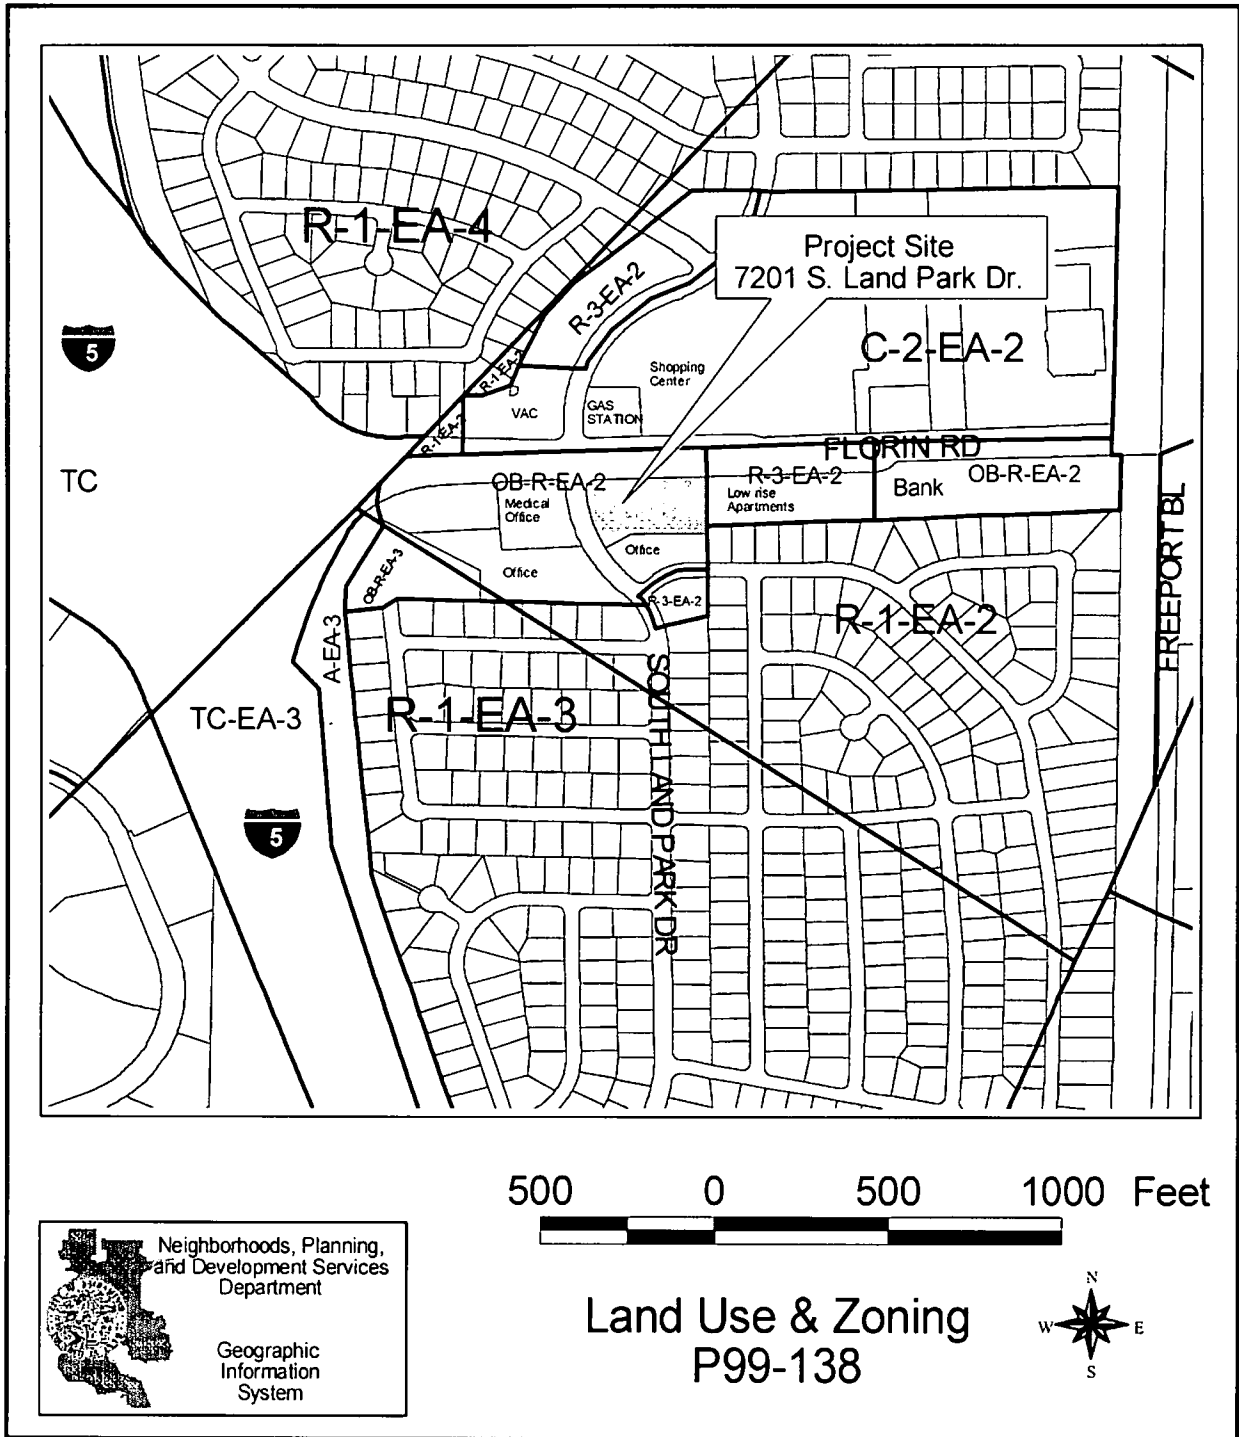 R-1-EA-4
Project Site
7201 S. Land Park Dr.
R-3-EA-2
5
C-2-EA-2
Shopping
Center
R-1-EA-2
VAC
GAS
STATION
R-1-EA-2
FLORIN RD
TC
OB-R-EA-2
R-3-EA-2
OB-R-EA-2
Medical
Office
Low rise
Apartments
Bank
Office
Office
OB-R-EA-3
R-3-EA-2
R-1-EA-2
FREEPORT BL
A-EA-3
TC-EA-3
R-1-EA-3
SOUTH LAND PARK DR
5
500 0 500 1000 Feet
Neighborhoods, Planning,
and Development Services
Department
Geographic
Information
System
Land Use & Zoning
P99-138
N
W E
S